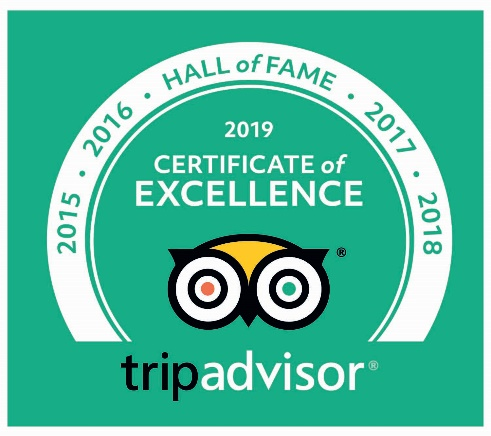 2015 • 2016 • HALL of FAME • 2017 • 2018
2019
CERTIFICATE of
EXCELLENCE
®
tripadvisor®